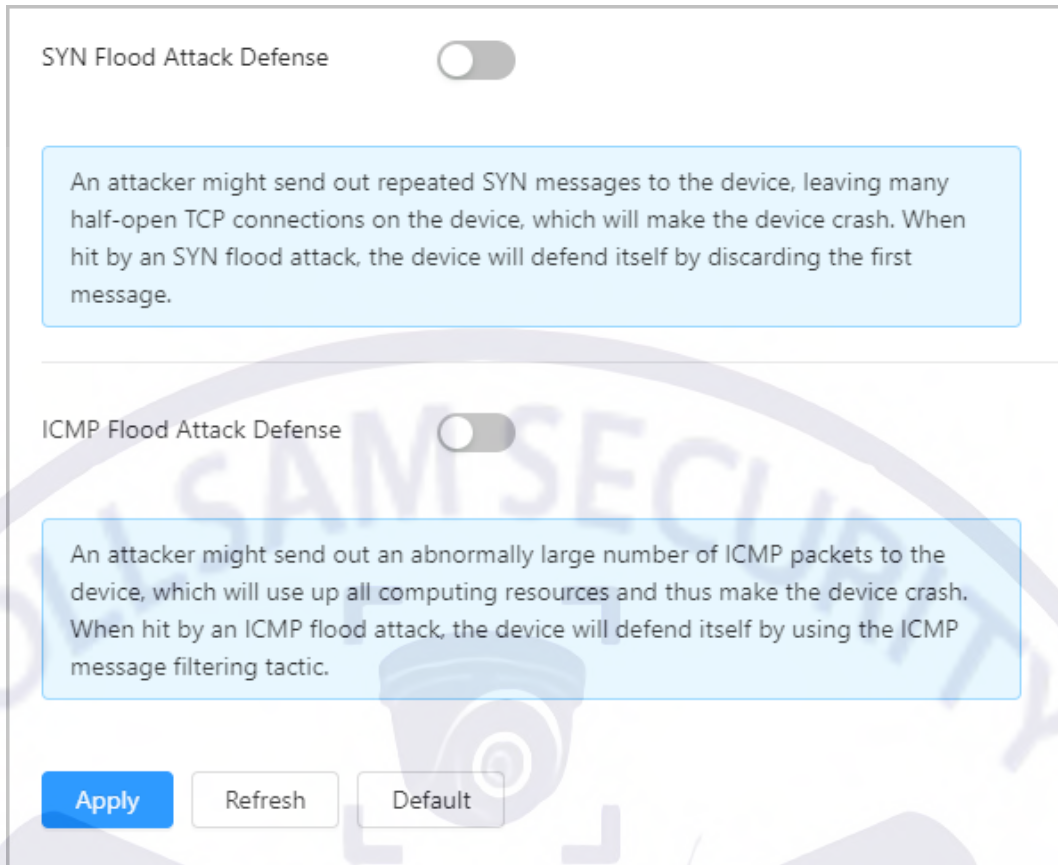 SYN Flood Attack Defense
An attacker might send out repeated SYN messages to the device, leaving many
half-open TCP connections on the device, which will make the device crash. When
hit by an SYN flood attack, the device will defend itself by discarding the first
message.
ICMP Flood Attack Defense
An attacker might send out an abnormally large number of ICMP packets to the
device, which will use up all computing resources and thus make the device crash.
When hit by an ICMP flood attack, the device will defend itself by using the ICMP
message filtering tactic.
Apply Refresh Default
OLLSAM SECURITY